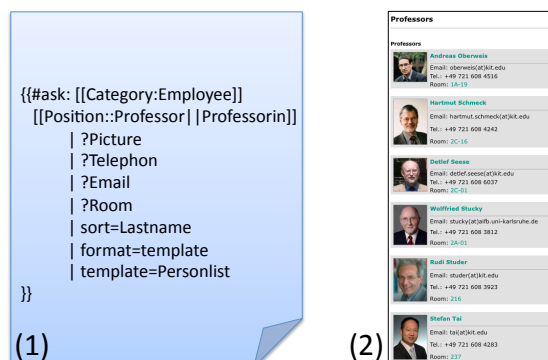 {{#ask: [[Category:Employee]]
[[Position::Professor||Professorin]]
| ?Picture
| ?Telephon
| ?Email
| ?Room
| sort=Lastname
| format=template
| template=Personlist
}}
(1)
(2)
Professors
Professors
Andreas Oberweis
Email: oberweis(at)kit.edu
Tel.: +49 721 608 4516
Room: 1A-19
Hartmut Schmeck
Email: hartmut.schmeck(at)kit.edu
Tel.: +49 721 608 4242
Room: 2C-16
Detlef Seese
Email: detlef.seese(at)kit.edu
Tel.: +49 721 608 6037
Room: 2C-01
Wolffried Stucky
Email: stucky(at)aifb.uni-karlsruhe.de
Tel.: +49 721 608 3812
Room: 2A-01
Rudi Studer
Email: studer(at)kit.edu
Tel.: +49 721 608 3923
Room: 216
Stefan Tai
Email: tai(at)kit.edu
Tel.: +49 721 608 4283
Room: 237